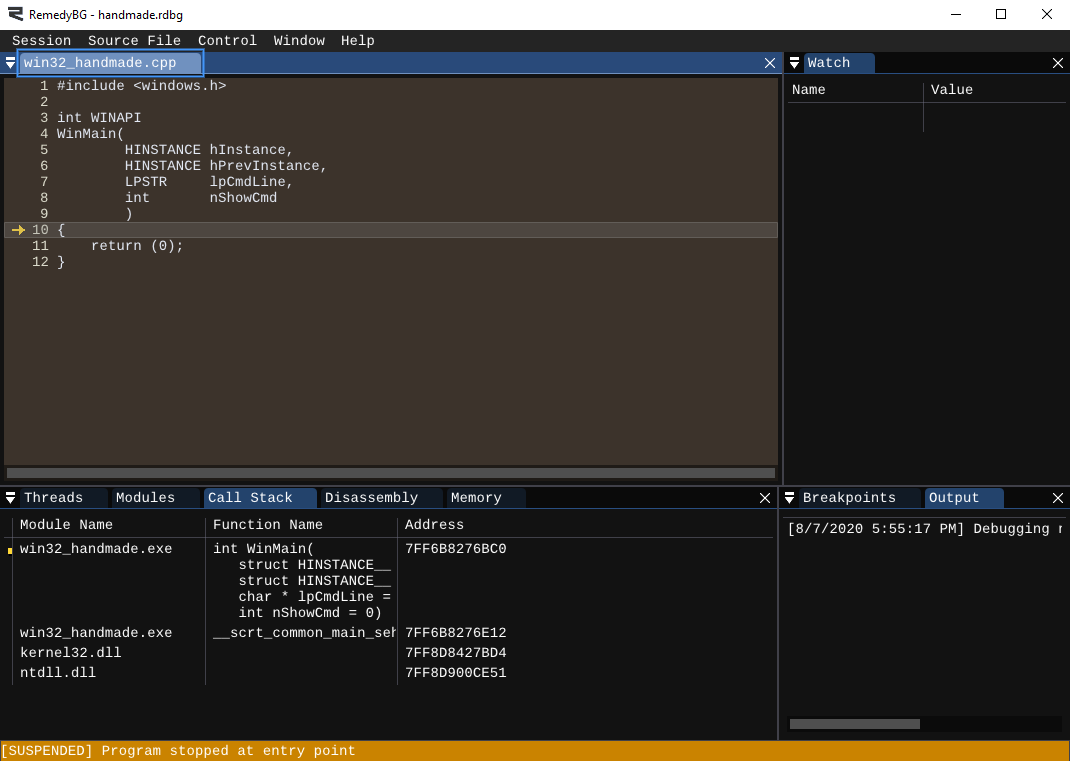 RemedyBG - handmade.rdbg
Session Source File Control Window Help
win32_handmade.cpp
1 #include <windows.h>
2
3 int WINAPI
4 WinMain(
5 HINSTANCE hInstance,
6 HINSTANCE hPrevInstance,
7 LPSTR lpCmdLine,
8 int nShowCmd
9 )
10 {
11 return (0);
12 }
Watch
Name Value
Threads Modules Call Stack Disassembly Memory
Module Name Function Name Address
win32_handmade.exe int WinMain( 7FF6B8276BC0
struct HINSTANCE__
struct HINSTANCE__
char * lpCmdLine =
int nShowCmd = 0)
win32_handmade.exe __scrt_common_main_seh 7FF6B8276E12
kernel32.dll 7FF8D8427BD4
ntdll.dll 7FF8D900CE51
Breakpoints Output
[8/7/2020 5:55:17 PM] Debugging
[SUSPENDED] Program stopped at entry point